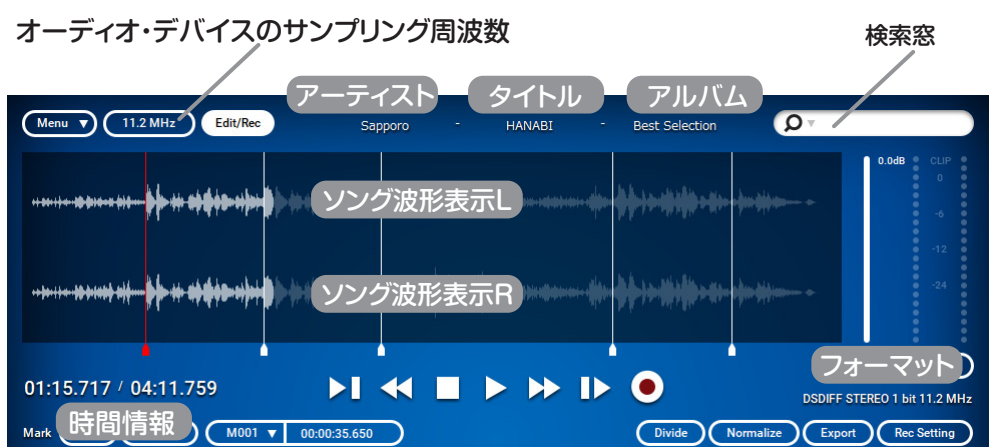 オーディオ・デバイスのサンプリング周波数
検索窓
アーティスト タイトル アルバム
Menu ▼ 11.2 MHz Edit/Rec
Sapporo - HANABI - Best Selection
0.0dB CLIP
0
-6
-12
-24
ソング波形表示L
ソング波形表示R
フォーマット
01:15.717 / 04:11.759
DSDIFF STEREO 1 bit 11.2 MHz
時間情報
Mark M001 ▼ 00:00:35.650 Divide Normalize Export Rec Setting